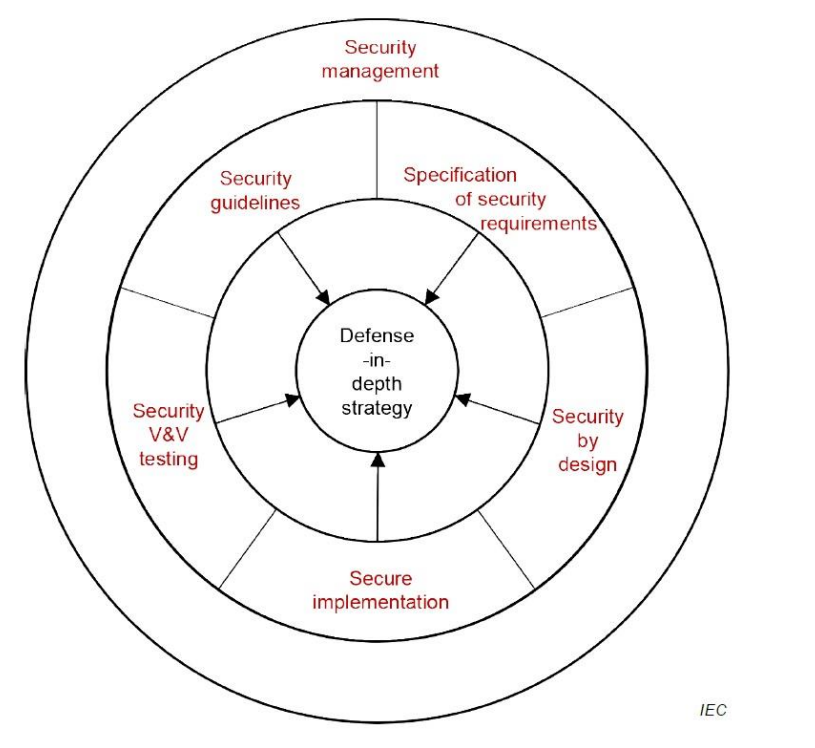 Security
management
Security
guidelines
Specification
of security
requirements
Defense
-in-
depth
strategy
Security
V&V
testing
Security
by
design
Secure
implementation
IEC